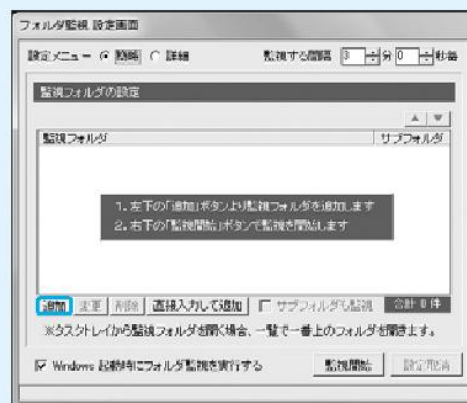 フォルダ監視 設定画面
設定メニュー 簡略 詳細 監視する間隔 3 分 0 秒毎
監視フォルダの設定
▲ ▼
監視フォルダ サブフォルダ
1. 左下の「追加」ボタンより監視フォルダを追加します
2. 右下の「監視開始」ボタンで監視を開始します
追加 変更 削除 直接入力して追加 サブフォルダも監視 合計 0 件
※タスクトレイから監視フォルダを開く場合、一覧で一番上のフォルダを開きます。
Windows 起動時にフォルダ監視を実行する 監視開始 設定取消